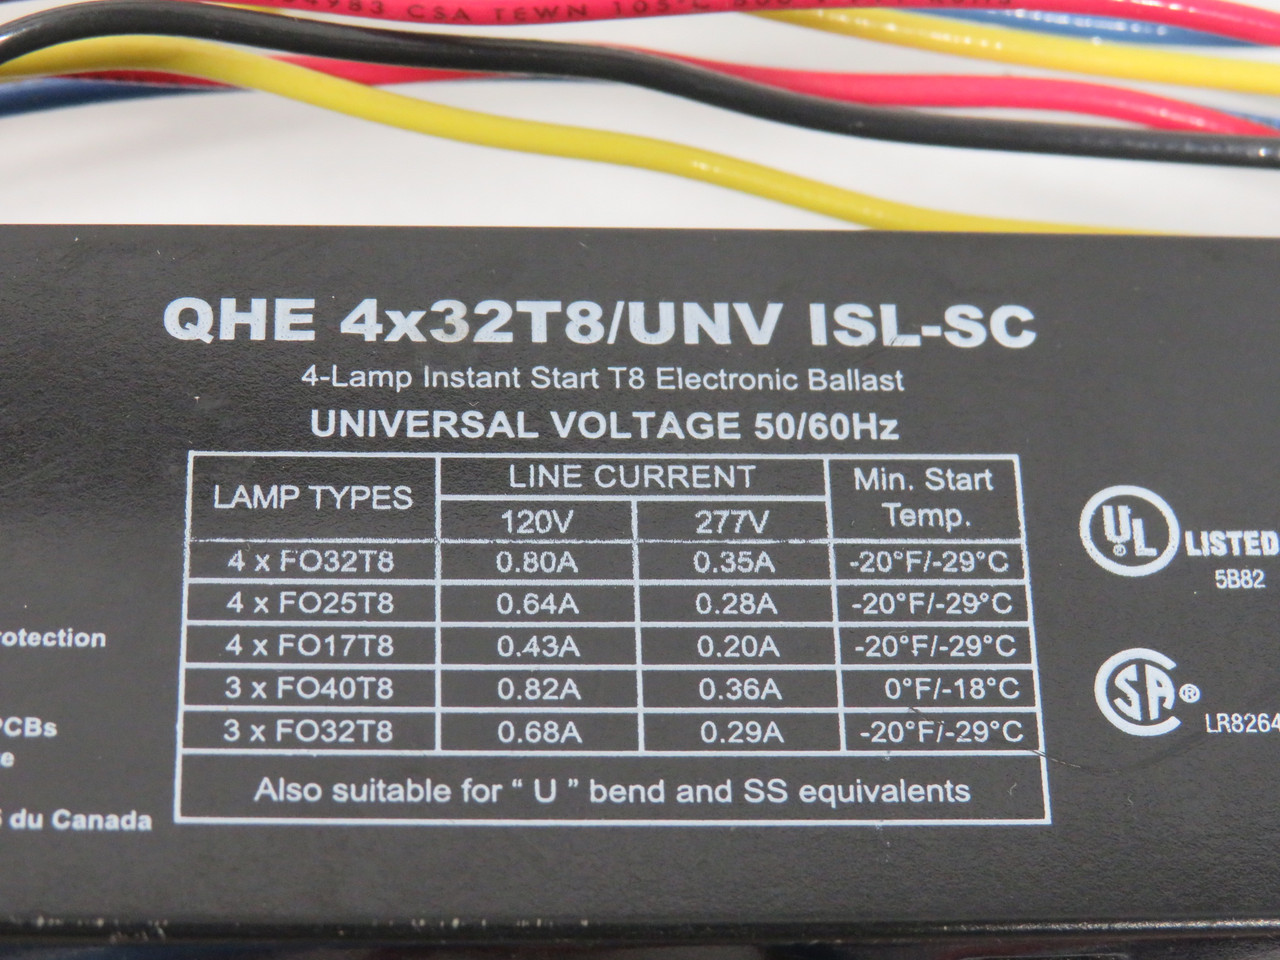 CSA TEWN 105°C
QHE 4x32T8/UNV ISL-SC
4-Lamp Instant Start T8 Electronic Ballast
UNIVERSAL VOLTAGE 50/60Hz
LAMP TYPES LINE CURRENT Min. Start Temp.
120V 277V
4 x FO32T8 0.80A 0.35A -20°F/-29°C
4 x FO25T8 0.64A 0.28A -20°F/-29°C
4 x FO17T8 0.43A 0.20A -20°F/-29°C
3 x FO40T8 0.82A 0.36A 0°F/-18°C
3 x FO32T8 0.68A 0.29A -20°F/-29°C
Also suitable for “ U ” bend and SS equivalents
UL ® LISTED
5B82
SA ®
LR8264
rotection
PCBs
e
du Canada